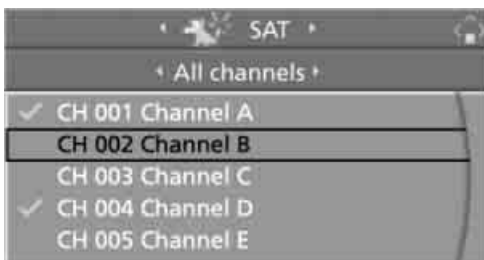 SAT
All channels
CH 001 Channel A
CH 002 Channel B
CH 003 Channel C
CH 004 Channel D
CH 005 Channel E